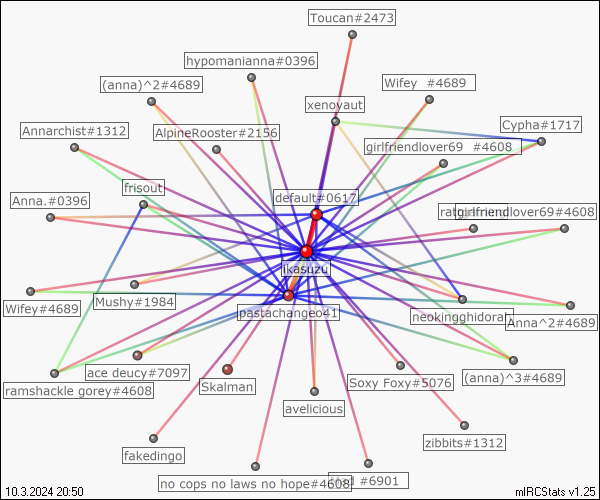 Toucan#2473
hypomanianna#0396
(anna)^2#4689
Wifey #4689
xenoyaut
Annarchist#1312
AlpineRooster#2156
Cypha#1717
girlfriendlover69 #4608
frisout
default#0617
Anna.#0396
girlfriendlover69#4608
ikasuzu
Wifey#4689
Mushy#1984
pastachangeo41
neokingghidorah
Anna^2#4689
ace deucy#7097
ramshackle gorey#4608
Skalman
Soxy Foxy#5076
(anna)^3#4689
avelicious
zibbits#1312
fakedingo
no cops no laws no hope#4608
#6901
10.3.2024 20:50
mIRCStats v1.25